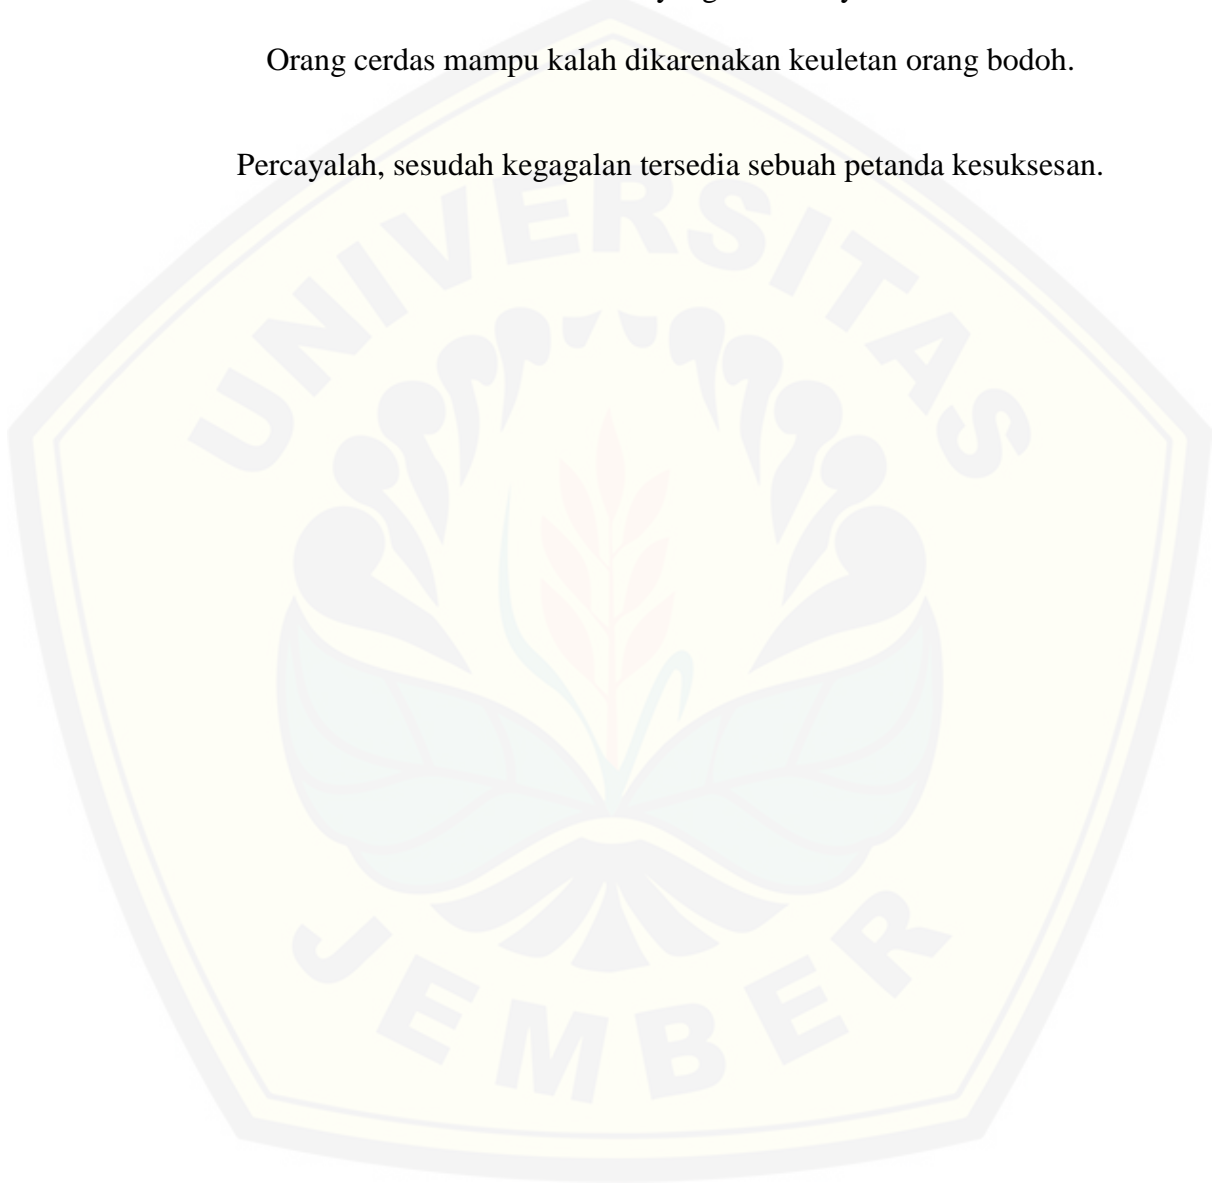 Orang cerdas mampu kalah dikarenakan keuletan orang bodoh.
Percayalah, sesudah kegagalan tersedia sebuah petanda kesuksesan.
UNIVERSITAS
JEMBER